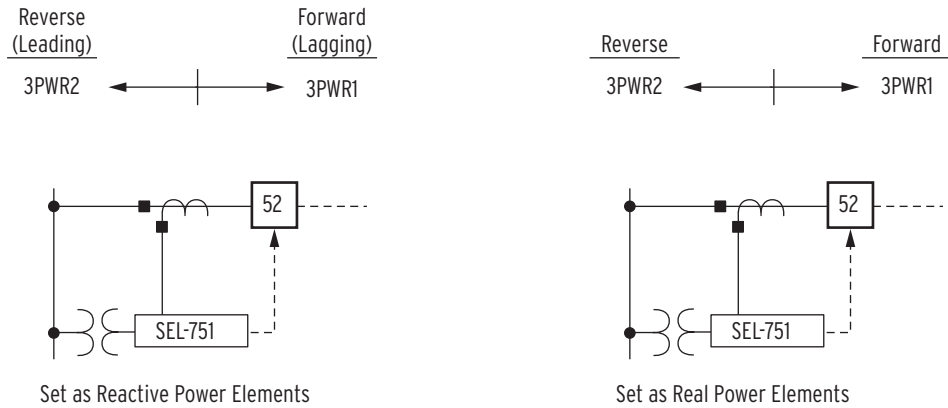 Reverse
(Leading)
Forward
(Lagging)
3PWR2
3PWR1
52
SEL-751
Set as Reactive Power Elements
Reverse
Forward
3PWR2
3PWR1
52
SEL-751
Set as Real Power Elements